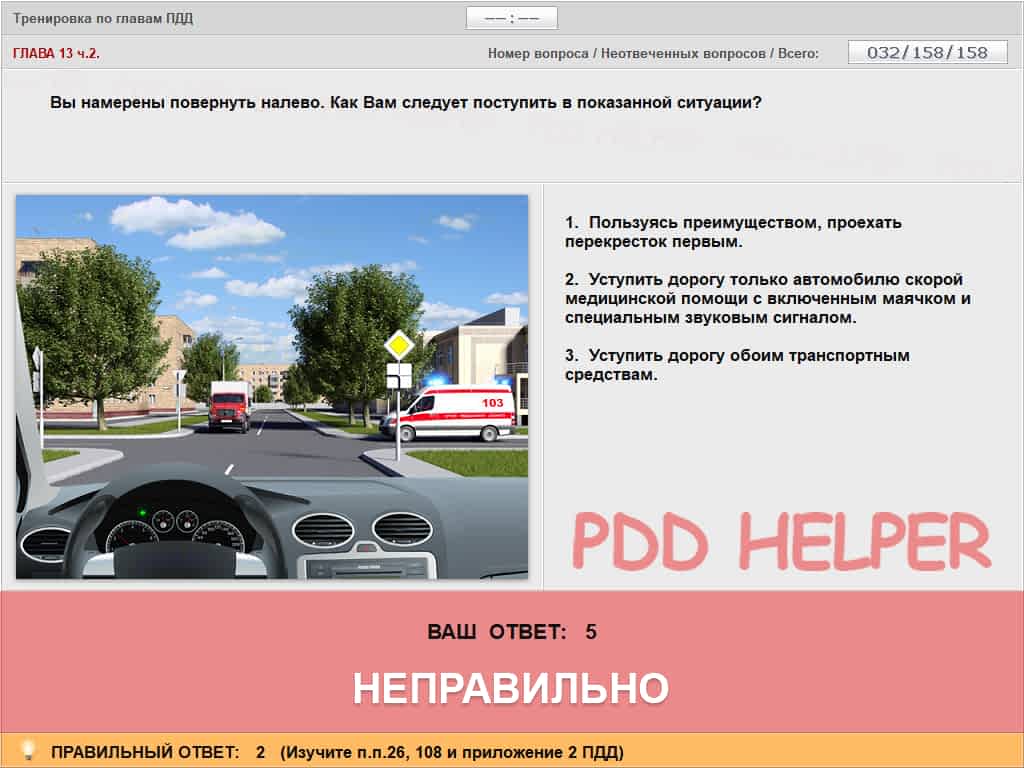 Тренировка по главам ПДД
–– : ––
ГЛАВА 13 ч.2.
Номер вопроса / Неотвеченных вопросов / Всего:
032/158/158
Вы намерены повернуть налево. Как Вам следует поступить в показанной ситуации?
1. Пользуясь преимуществом, проехать
перекресток первым.
2. Уступить дорогу только автомобилю скорой
медицинской помощи с включенным маячком и
специальным звуковым сигналом.
3. Уступить дорогу обоим транспортным
средствам.
103
PDD HELPER
ВАШ ОТВЕТ: 5
НЕПРАВИЛЬНО
ПРАВИЛЬНЫЙ ОТВЕТ: 2 (Изучите п.п.26, 108 и приложение 2 ПДД)